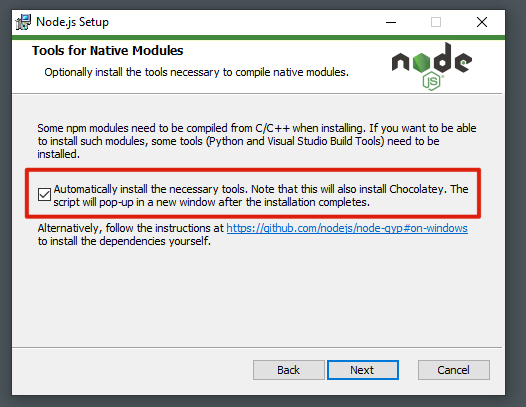 Node.js Setup
Tools for Native Modules
Optionally install the tools necessary to compile native modules.
node
JS
Some npm modules need to be compiled from C/C++ when installing. If you want to be able
to install such modules, some tools (Python and Visual Studio Build Tools) need to be
installed.
Automatically install the necessary tools. Note that this will also install Chocolatey. The
script will pop-up in a new window after the installation completes.
Alternatively, follow the instructions at https://github.com/nodejs/node-gyp#on-windows
to install the dependencies yourself.
Back
Next
Cancel